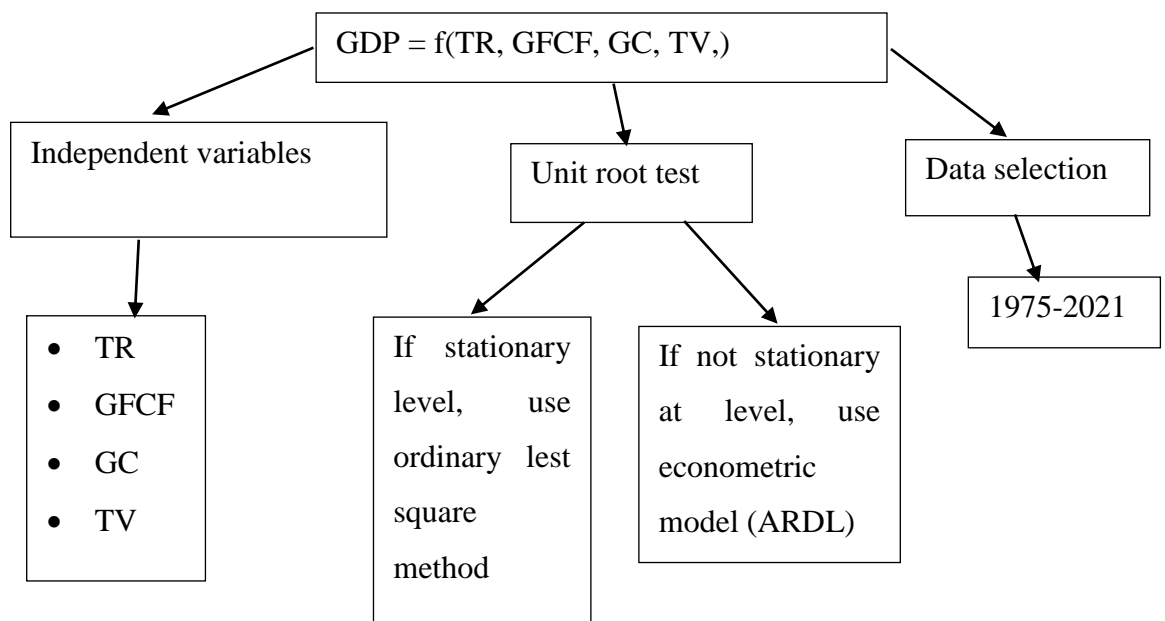 GDP = f(TR, GFCF, GC, TV,)
Independent variables
Unit root test
Data selection
1975-2021
• TR
• GFCF
• GC
• TV
If stationary
level, use
ordinary lest
square
method
If not stationary
at level, use
econometric
model (ARDL)